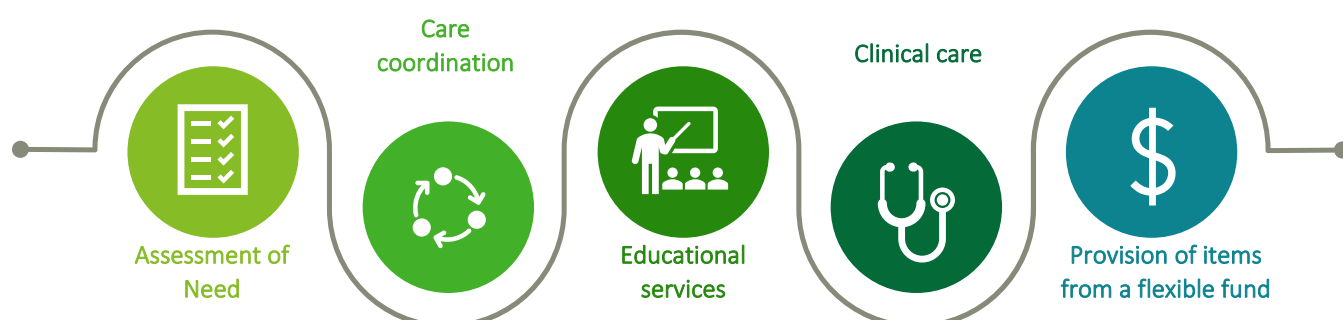 Assessment of
Need
Care
coordination
Educational
services
Clinical care
Provision of items
from a flexible fund